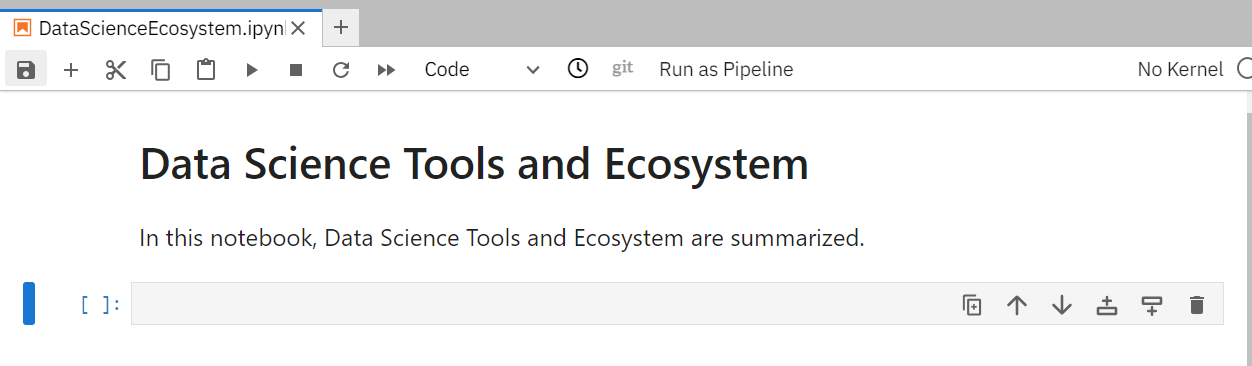 DataScienceEcosystem.ipyn
Code git Run as Pipeline No Kernel
Data Science Tools and Ecosystem
In this notebook, Data Science Tools and Ecosystem are summarized.
[ ]: